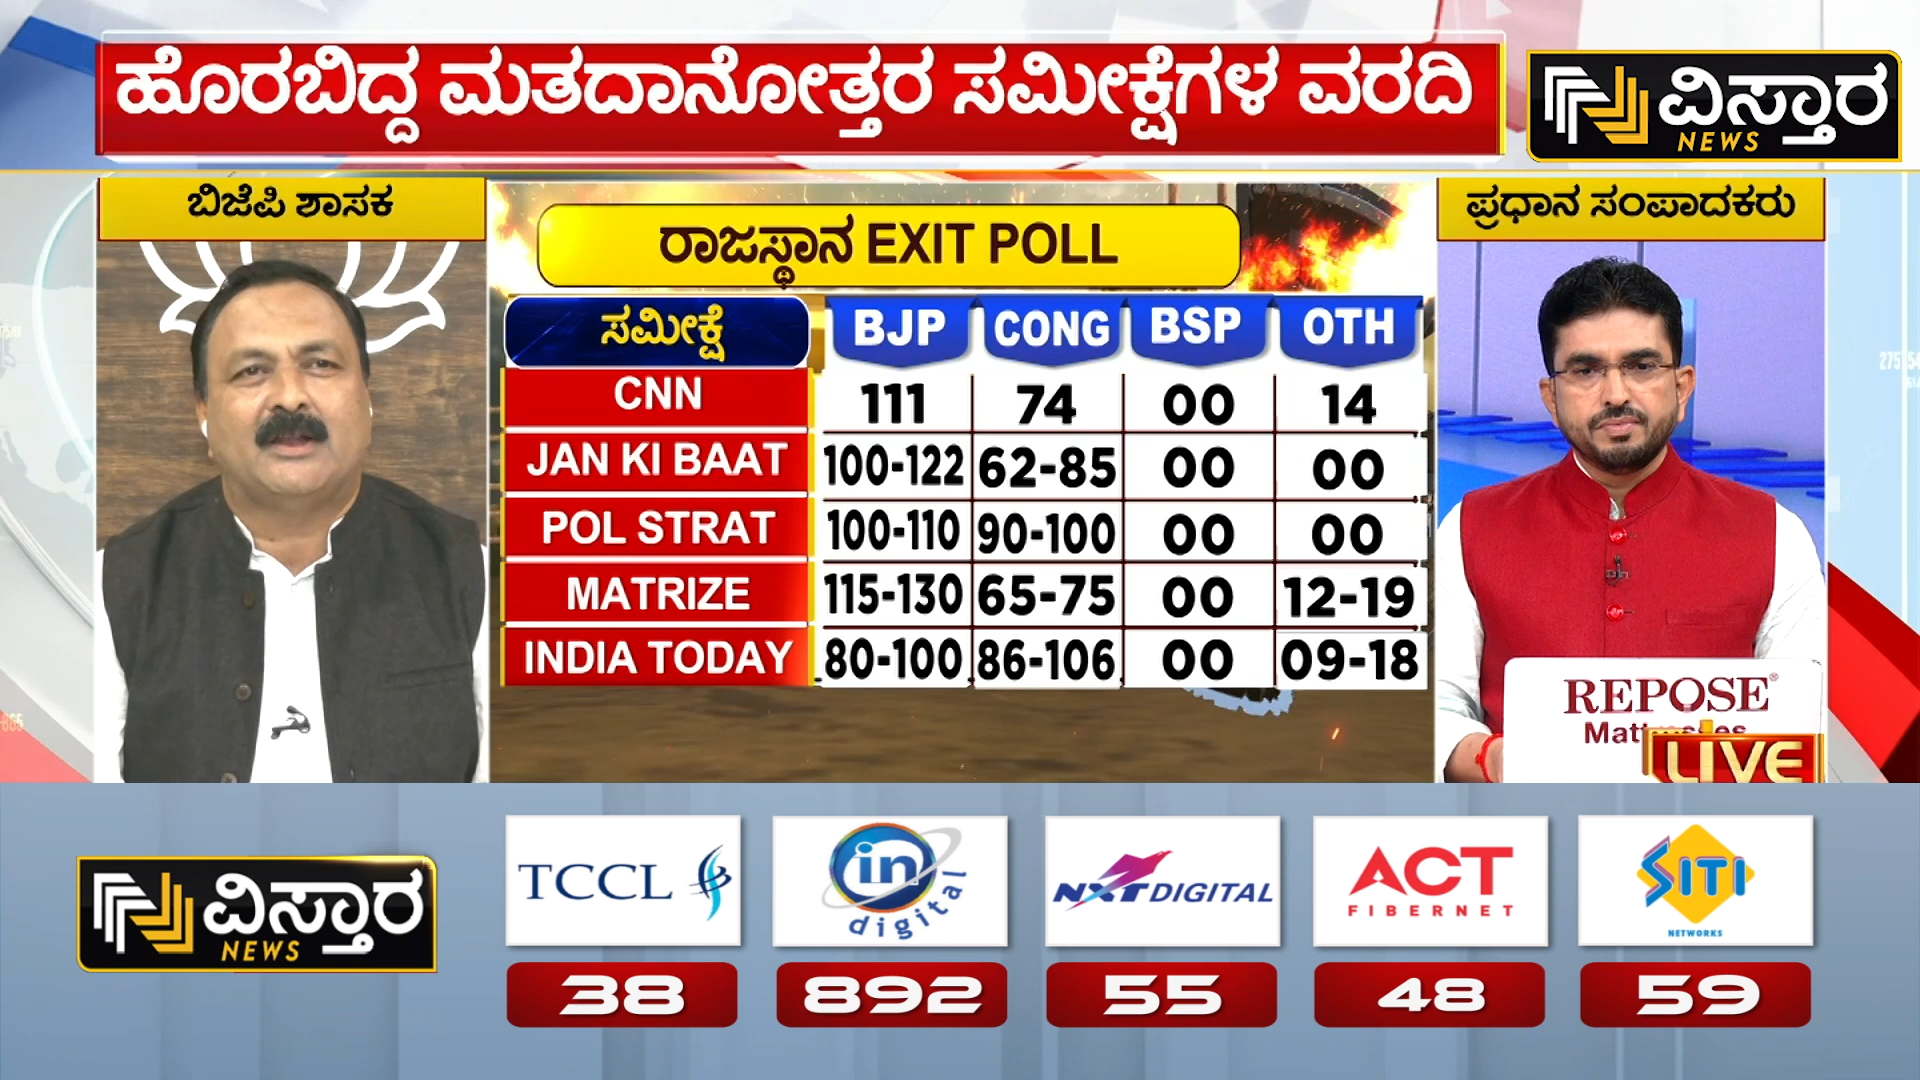 ಹೊರಬಿದ್ದ ಮತದಾನೋತ್ತರ ಸಮೀಕ್ಷೆಗಳ ವರದಿ
ವಿಸ್ತಾರ
NEWS
ಬಿಜೆಪಿ ಶಾಸಕ
ರಾಜಸ್ಥಾನ EXIT POLL
ಪ್ರಧಾನ ಸಂಪಾದಕರು
ಸಮೀಕ್ಷೆ BJP CONG BSP OTH
CNN 111 74 00 14
JAN KI BAAT 100-122 62-85 00 00
POL STRAT 100-110 90-100 00 00
MATRIZE 115-130 65-75 00 12-19
INDIA TODAY 80-100 86-106 00 09-18
REPOSE®
LIVE
ವಿಸ್ತಾರ
NEWS
TCCL
in
digital
NXTDIGITAL
ACT
FIBERNET
SITI
NETWORKS
38 892 55 48 59